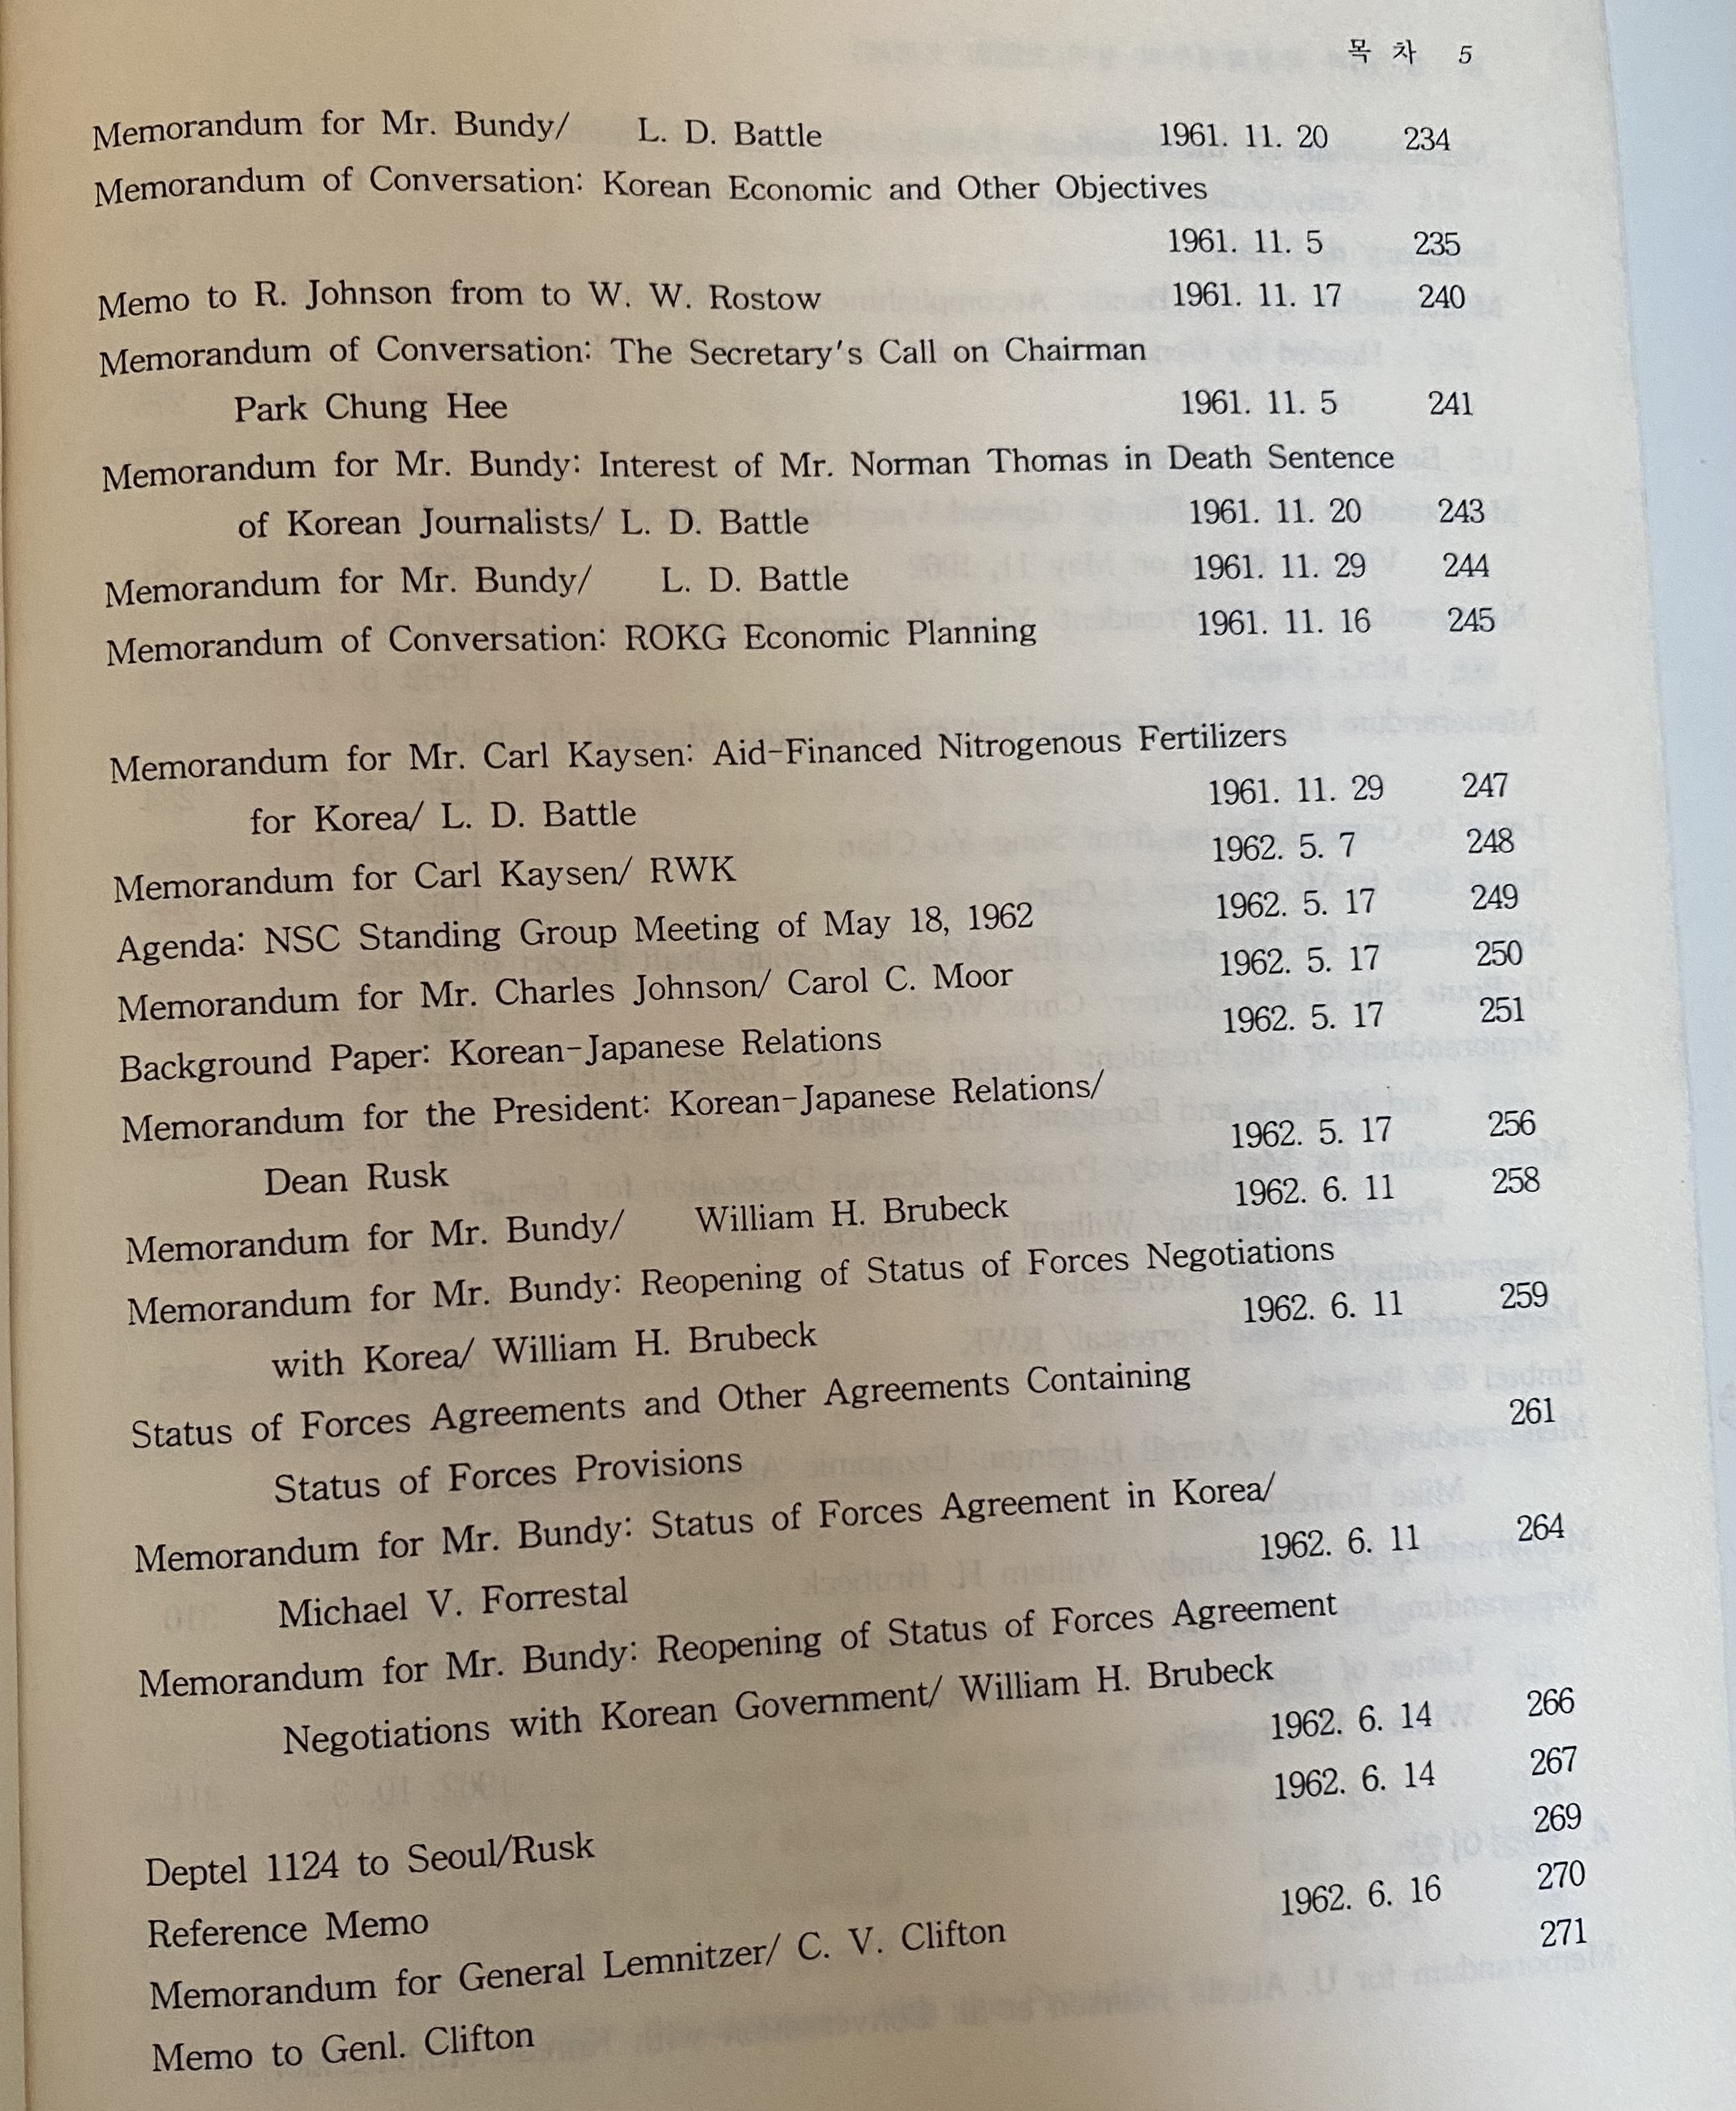 목 차 5
Memorandum for Mr. Bundy/ L. D. Battle 1961. 11. 20 234
Memorandum of Conversation: Korean Economic and Other Objectives
1961. 11. 5 235
Memo to R. Johnson from to W. W. Rostow 1961. 11. 17 240
Memorandum of Conversation: The Secretary's Call on Chairman
Park Chung Hee 1961. 11. 5 241
Memorandum for Mr. Bundy: Interest of Mr. Norman Thomas in Death Sentence
of Korean Journalists/ L. D. Battle 1961. 11. 20 243
Memorandum for Mr. Bundy/ L. D. Battle 1961. 11. 29 244
Memorandum of Conversation: ROKG Economic Planning 1961. 11. 16 245
Memorandum for Mr. Carl Kaysen: Aid-Financed Nitrogenous Fertilizers
for Korea/ L. D. Battle 1961. 11. 29 247
Memorandum for Carl Kaysen/ RWK 1962. 5. 7 248
Agenda: NSC Standing Group Meeting of May 18, 1962 1962. 5. 17 249
Memorandum for Mr. Charles Johnson/ Carol C. Moor 1962. 5. 17 250
Background Paper: Korean-Japanese Relations 1962. 5. 17 251
Memorandum for the President: Korean-Japanese Relations/
Dean Rusk 1962. 5. 17 256
Memorandum for Mr. Bundy/ William H. Brubeck 1962. 6. 11 258
Memorandum for Mr. Bundy: Reopening of Status of Forces Negotiations
with Korea/ William H. Brubeck 1962. 6. 11 259
Status of Forces Agreements and Other Agreements Containing
Status of Forces Provisions 261
Memorandum for Mr. Bundy: Status of Forces Agreement in Korea/
Michael V. Forrestal 1962. 6. 11 264
Memorandum for Mr. Bundy: Reopening of Status of Forces Agreement
Negotiations with Korean Government/ William H. Brubeck
1962. 6. 14 266
Deptel 1124 to Seoul/Rusk 1962. 6. 14 267
Reference Memo 269
Memorandum for General Lemnitzer/ C. V. Clifton 1962. 6. 16 270
Memo to Genl. Clifton 271